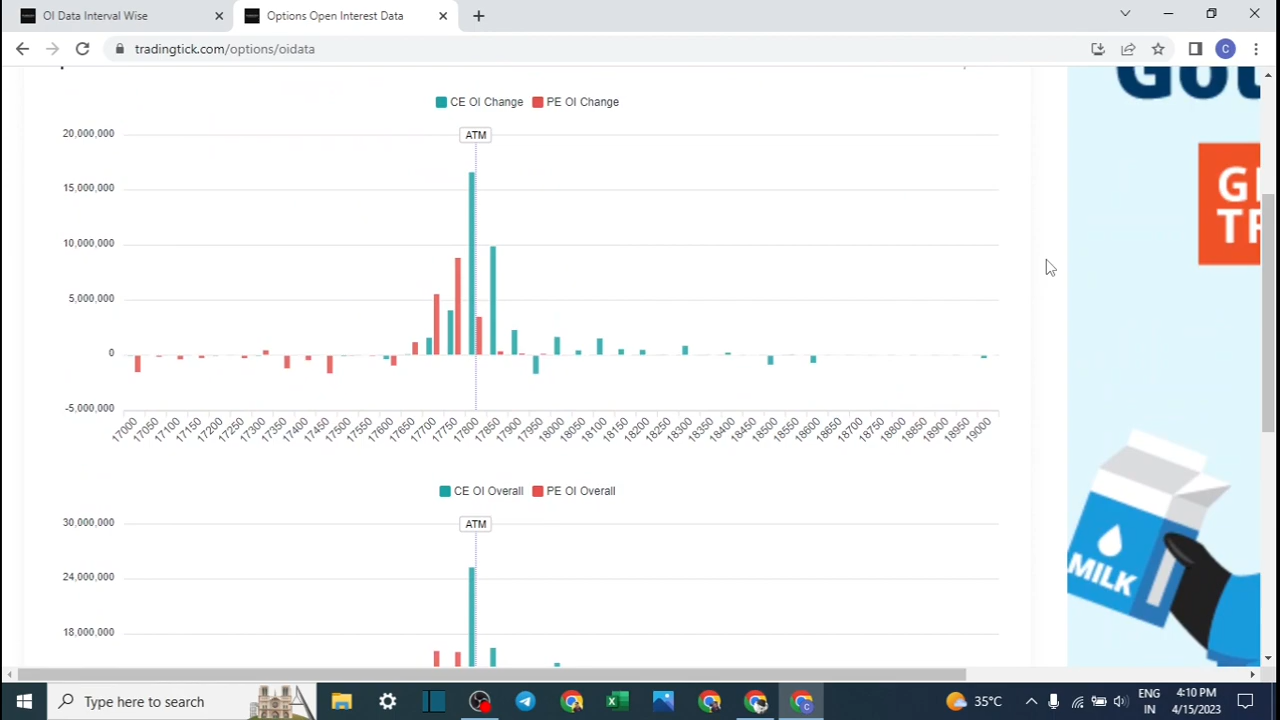 OI Data Interval Wise
Options Open Interest Data
tradingtick.com/options/oidata
C
CE OI Change PE OI Change
ATM
20,000,000
15,000,000
10,000,000
5,000,000
0
-5,000,000
17000 17050 17100 17150 17200 17250 17300 17350 17400 17450 17500 17550 17600 17650 17700 17750 17800 17850 17900 17950 18000 18050 18100 18150 18200 18250 18300 18350 18400 18450 18500 18550 18600 18650 18700 18750 18800 18850 18900 18950 19000
CE OI Overall PE OI Overall
ATM
30,000,000
24,000,000
18,000,000
MILK
Type here to search
35°C
ENG
IN
4:10 PM
4/15/2023